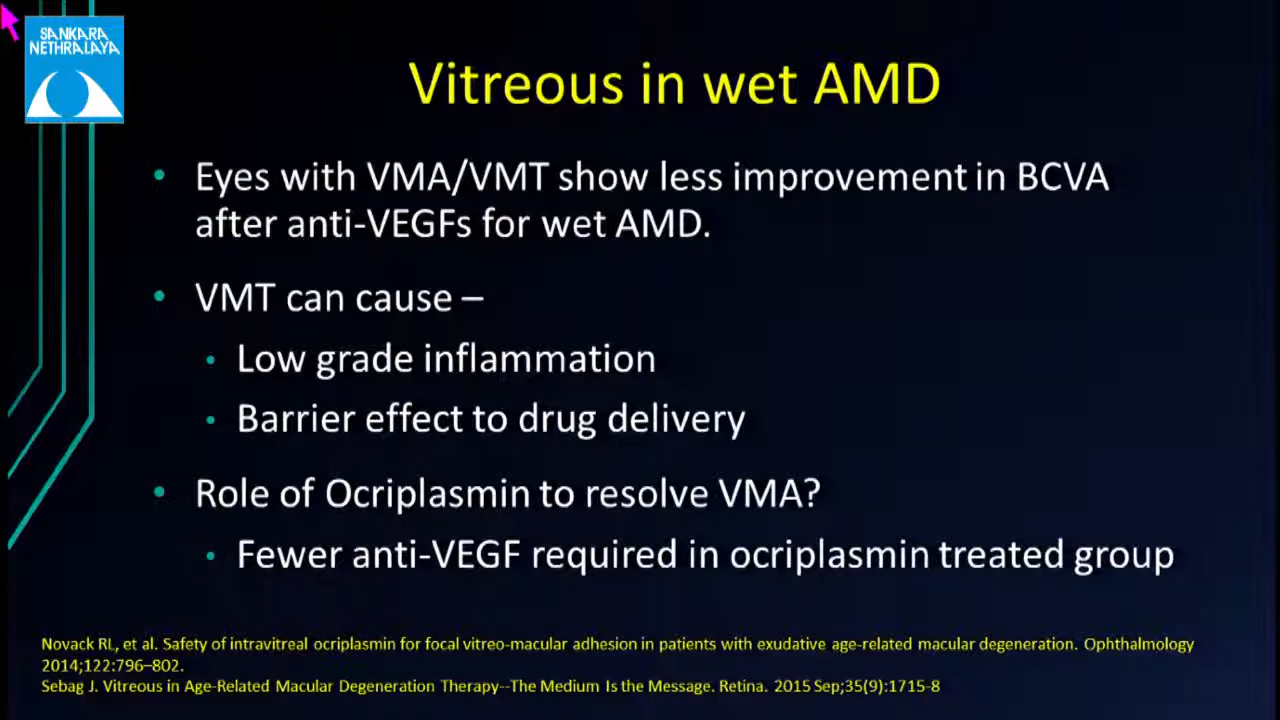 SANKARA
NETHRALAYA
Vitreous in wet AMD
• Eyes with VMA/VMT show less improvement in BCVA
after anti-VEGFs for wet AMD.
• VMT can cause –
• Low grade inflammation
• Barrier effect to drug delivery
• Role of Ocriplasmin to resolve VMA?
• Fewer anti-VEGF required in ocriplasmin treated group
Novack RL, et al. Safety of intravitreal ocriplasmin for focal vitreo-macular adhesion in patients with exudative age-related macular degeneration. Ophthalmology
2014;122:796–802.
Sebag J. Vitreous in Age-Related Macular Degeneration Therapy--The Medium Is the Message. Retina. 2015 Sep;35(9):1715-8